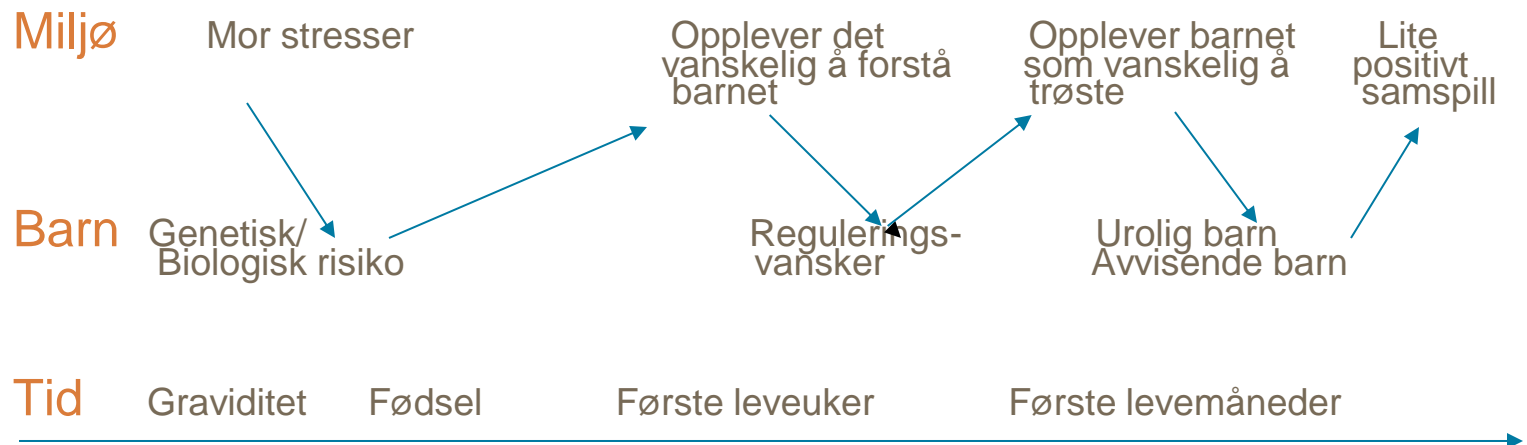 Miljø
Mor stresser
Opplever det
vanskelig å forstå
barnet
Opplever barnet
som vanskelig å
trøste
Lite
positivt
samspill
Barn
Genetisk/
Biologisk risiko
Regulerings-
vansker
Urolig barn
Avvisende barn
Tid
Graviditet
Fødsel
Første leveuker
Første levemåneder